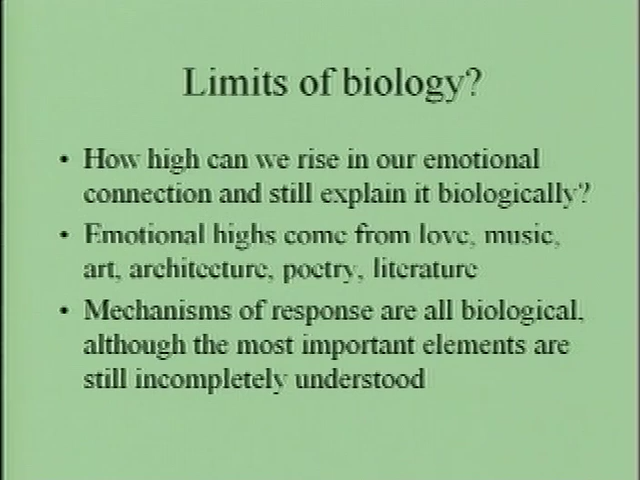 Limits of biology?
• How high can we rise in our emotional
connection and still explain it biologically?
• Emotional highs come from love, music,
art, architecture, poetry, literature
• Mechanisms of response are all biological,
although the most important elements are
still incompletely understood